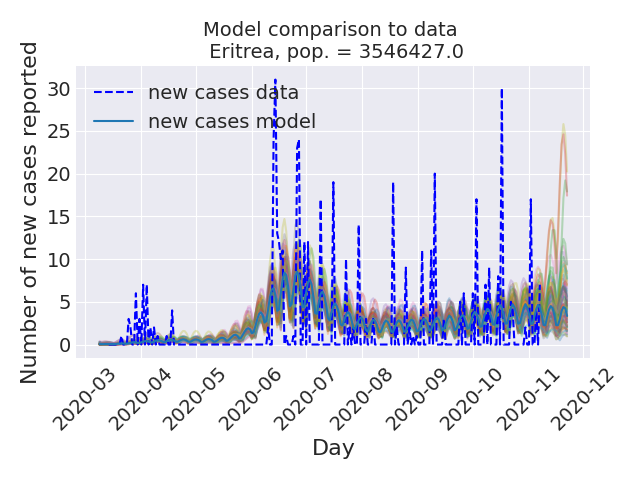 Model comparison to data
Eritrea, pop. = 3546427.0
Number of new cases reported
30
25
20
15
10
5
0
new cases data
new cases model
2020-03
2020-04
2020-05
2020-06
2020-07
2020-08
2020-09
2020-10
2020-11
2020-12
Day